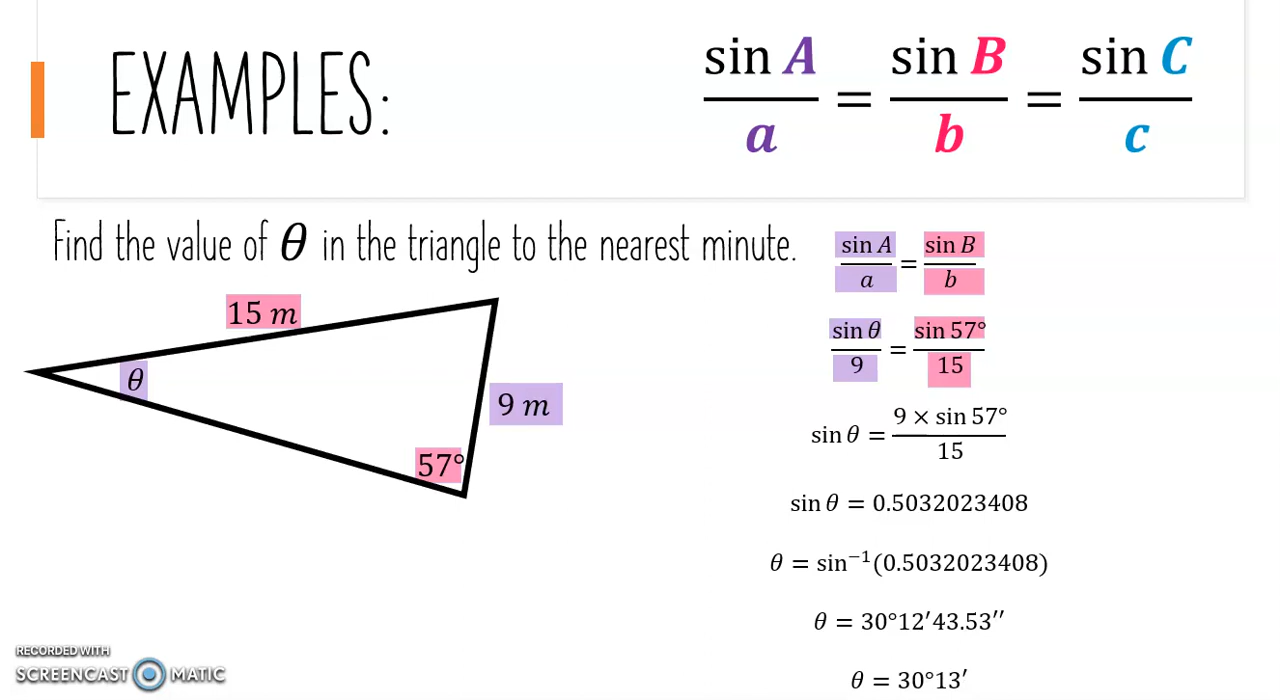 EXAMPLES:
sin A / a = sin B / b = sin C / c
Find the value of θ in the triangle to the nearest minute.
15 m
θ
9 m
57°
sin A / a = sin B / b
sin θ / 9 = sin 57° / 15
sin θ = 9 × sin 57° / 15
sin θ = 0.5032023408
θ = sin⁻¹(0.5032023408)
θ = 30°12′43.53′′
θ = 30°13′
RECORDED WITH
SCREENCAST MATIC